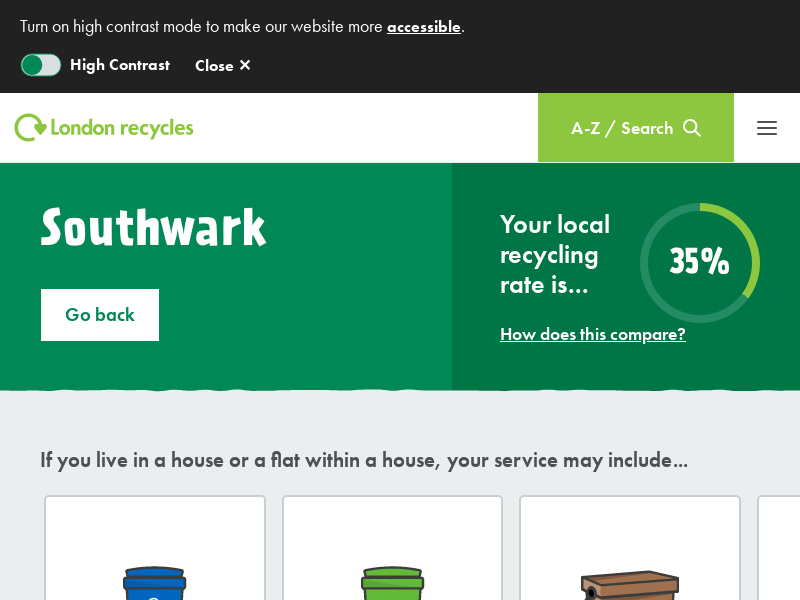 Turn on high contrast mode to make our website more accessible.
High Contrast
Close ✕
London recycles
A-Z / Search
Southwark
Go back
Your local
recycling
rate is...
35%
How does this compare?
If you live in a house or a flat within a house, your service may include...